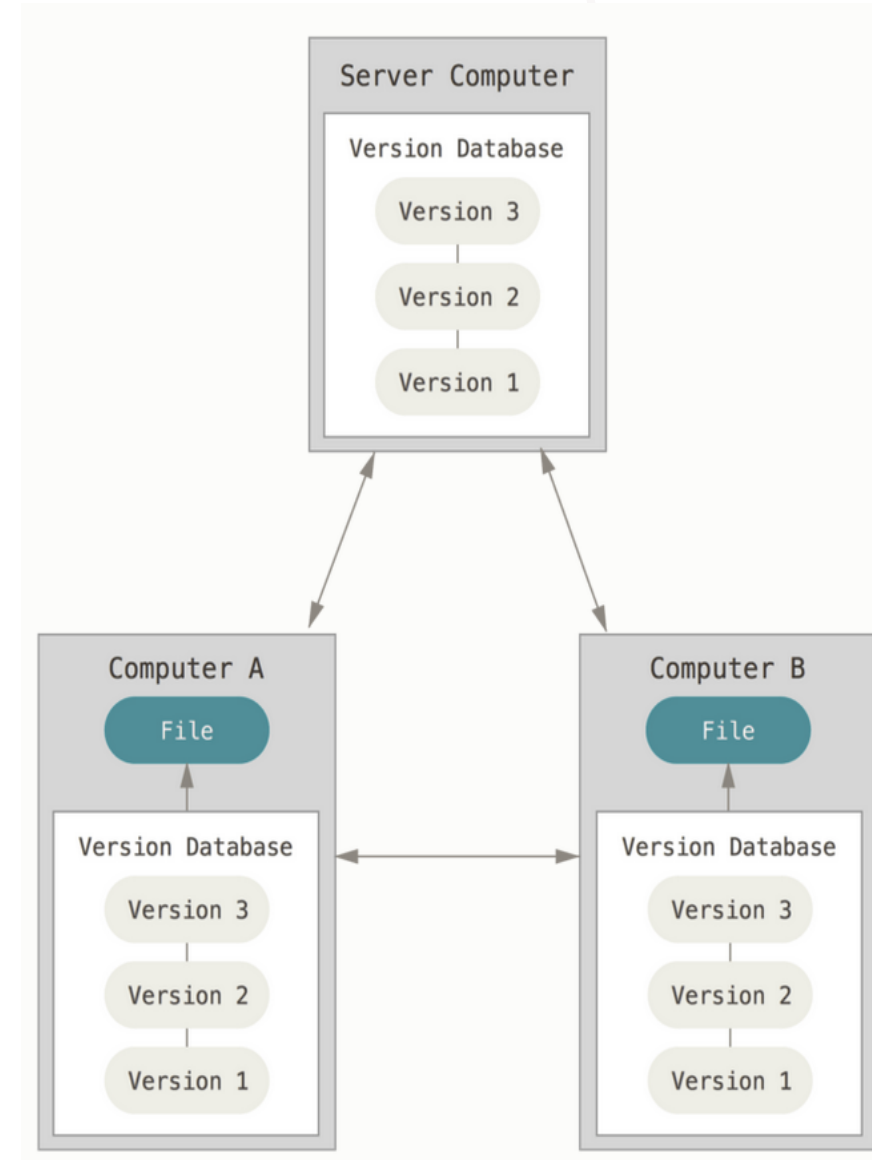 Server Computer
Version Database
Version 3
Version 2
Version 1
Computer A
File
Version Database
Version 3
Version 2
Version 1
Computer B
File
Version Database
Version 3
Version 2
Version 1